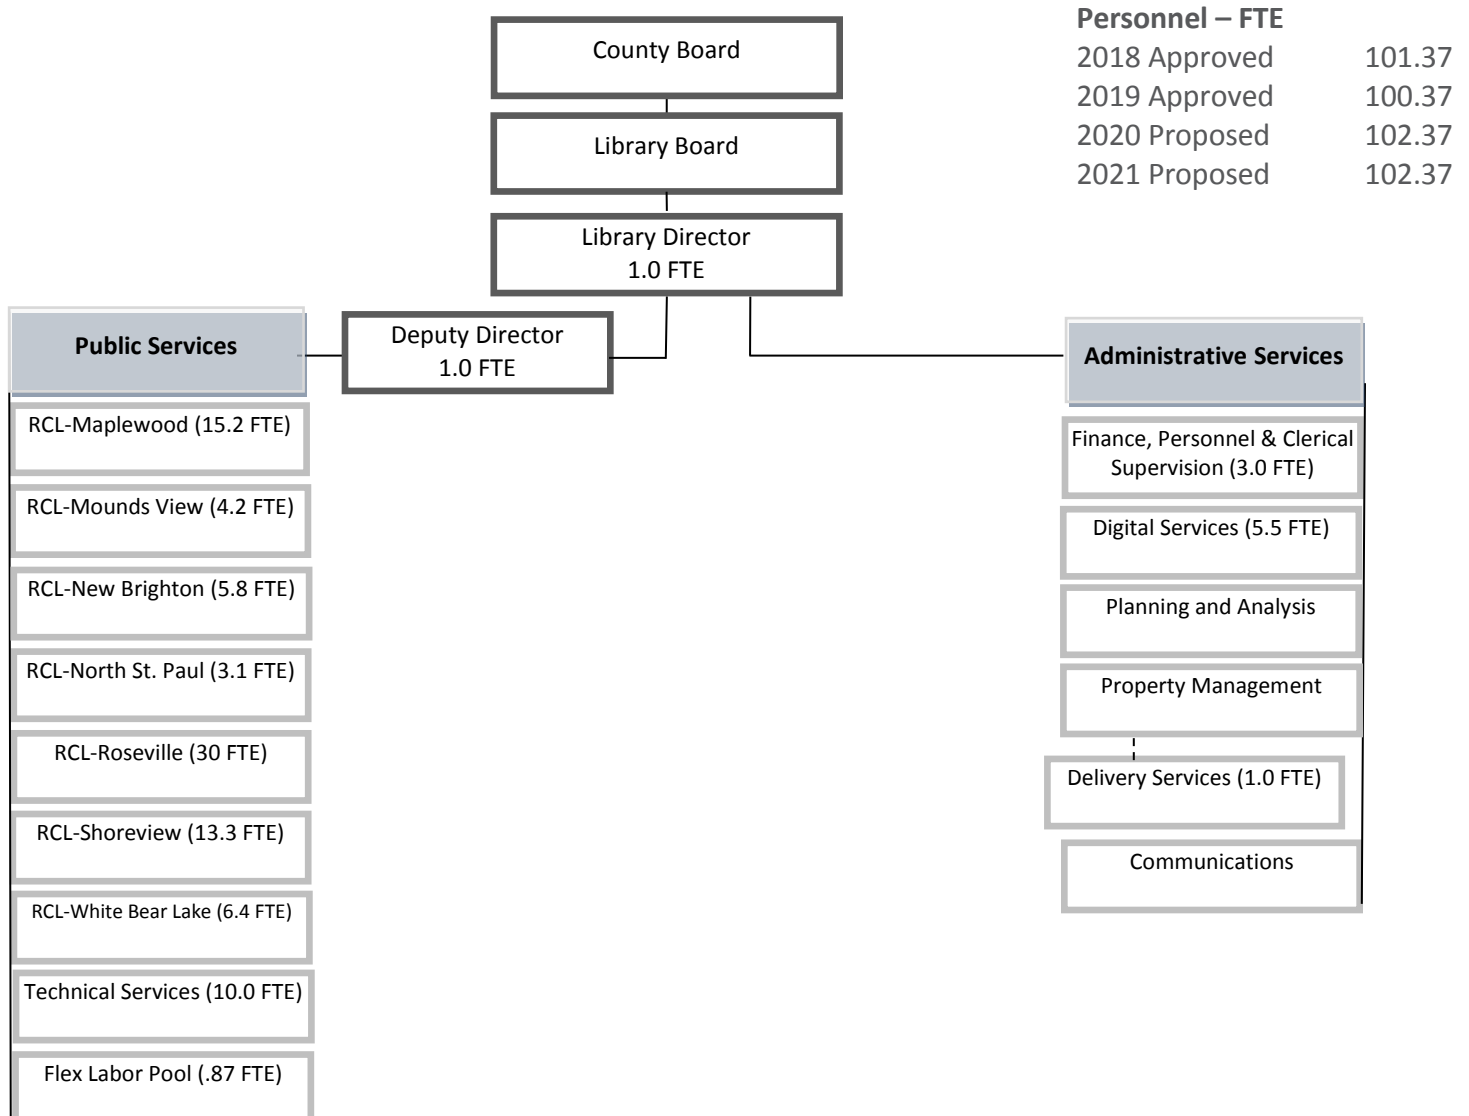 Personnel – FTE
2018 Approved 101.37
2019 Approved 100.37
2020 Proposed 102.37
2021 Proposed 102.37
County Board
Library Board
Library Director
1.0 FTE
Deputy Director
1.0 FTE
Public Services
RCL-Maplewood (15.2 FTE)
RCL-Mounds View (4.2 FTE)
RCL-New Brighton (5.8 FTE)
RCL-North St. Paul (3.1 FTE)
RCL-Roseville (30 FTE)
RCL-Shoreview (13.3 FTE)
RCL-White Bear Lake (6.4 FTE)
Technical Services (10.0 FTE)
Flex Labor Pool (.87 FTE)
Administrative Services
Finance, Personnel & Clerical
Supervision (3.0 FTE)
Digital Services (5.5 FTE)
Planning and Analysis
Property Management
Delivery Services (1.0 FTE)
Communications